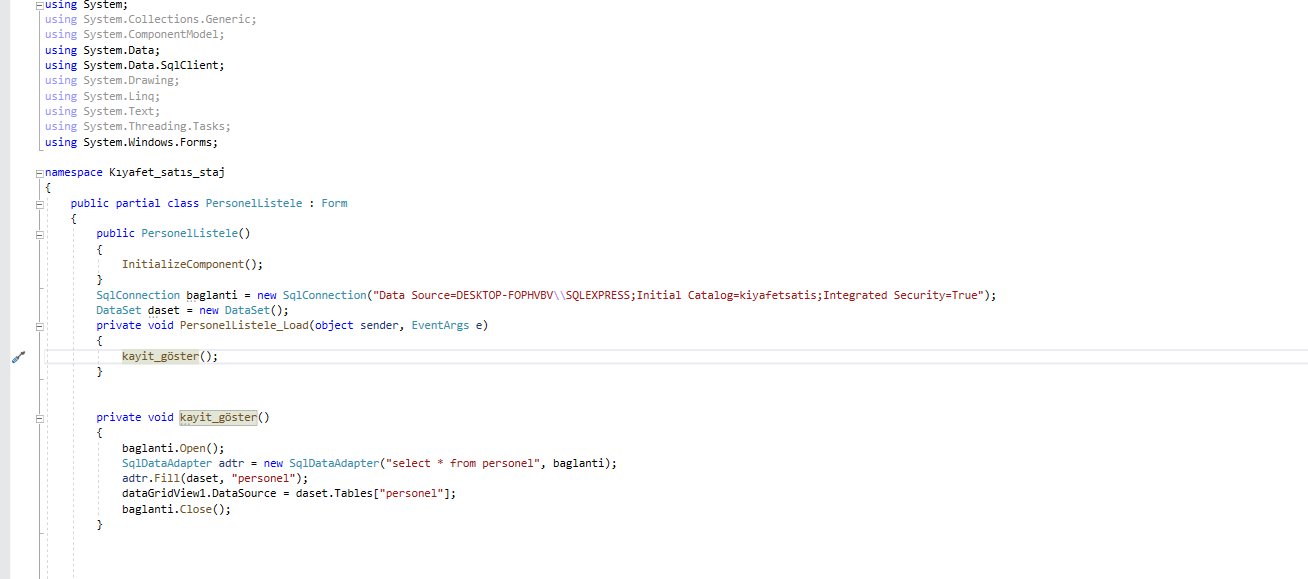 using System;
using System.Collections.Generic;
using System.ComponentModel;
using System.Data;
using System.Data.SqlClient;
using System.Drawing;
using System.Linq;
using System.Text;
using System.Threading.Tasks;
using System.Windows.Forms;
namespace Kıyafet_satıs_staj
{
public partial class PersonelListele : Form
{
public PersonelListele()
{
InitializeComponent();
}
SqlConnection baglanti = new SqlConnection("Data Source=DESKTOP-FOPHVBV\\SQLEXPRESS;Initial Catalog=kiyafetsatis;Integrated Security=True");
DataSet daset = new DataSet();
private void PersonelListele_Load(object sender, EventArgs e)
{
kayit_göster();
}
private void kayit_göster()
{
baglanti.Open();
SqlDataAdapter adtr = new SqlDataAdapter("select * from personel", baglanti);
adtr.Fill(daset, "personel");
dataGridView1.DataSource = daset.Tables["personel"];
baglanti.Close();
}